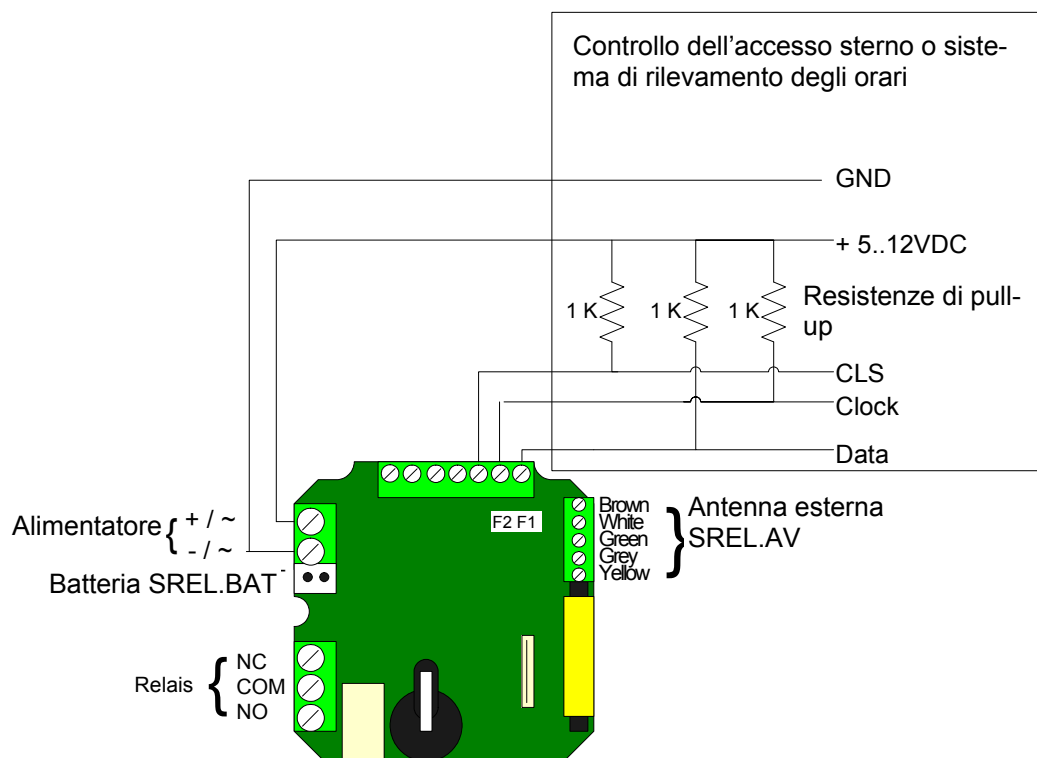 Controllo dell'accesso sterno o siste-
ma di rilevamento degli orari
GND
+ 5..12VDC
1 K
1 K
1 K
Resistenze di pull-
up
CLS
Clock
Data
Alimentatore { + / ~
- / ~
Batteria SREL.BAT -
F2 F1
Brown
White
Green
Grey
Yellow
} Antenna esterna
SREL.AV
Relais {
NC
COM
NO